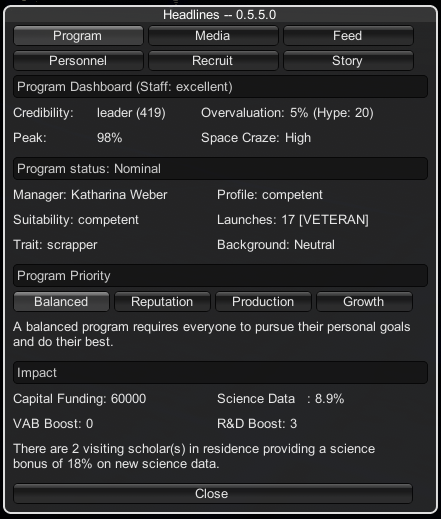 Headlines -- 0.5.5.0
Program Media Feed
Personnel Recruit Story
Program Dashboard (Staff: excellent)
Credibility: leader (419) Overvaluation: 5% (Hype: 20)
Peak: 98% Space Craze: High
Program status: Nominal
Manager: Katharina Weber Profile: competent
Suitability: competent Launches: 17 [VETERAN]
Trait: scrapper Background: Neutral
Program Priority
Balanced Reputation Production Growth
A balanced program requires everyone to pursue their personal goals
and do their best.
Impact
Capital Funding: 60000 Science Data : 8.9%
VAB Boost: 0 R&D Boost: 3
There are 2 visiting scholar(s) in residence providing a science
bonus of 18% on new science data.
Close